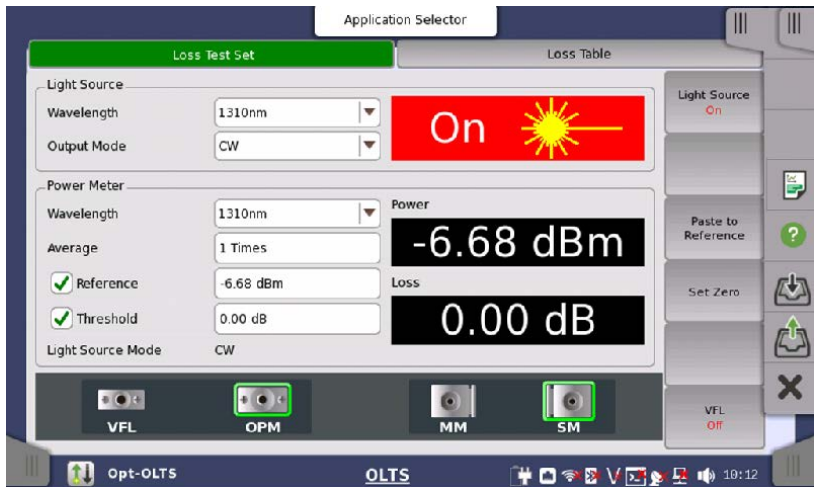 Application Selector
Loss Test Set
Loss Table
Light Source
Wavelength
1310nm
Output Mode
CW
On
Power Meter
Wavelength
1310nm
Average
1 Times
Reference
-6.68 dBm
Threshold
0.00 dB
Light Source Mode
CW
Power
-6.68 dBm
Loss
0.00 dB
Light Source
On
Paste to
Reference
Set Zero
VFL
Off
VFL
OPM
MM
SM
Opt-OLTS
OLTS
10:12